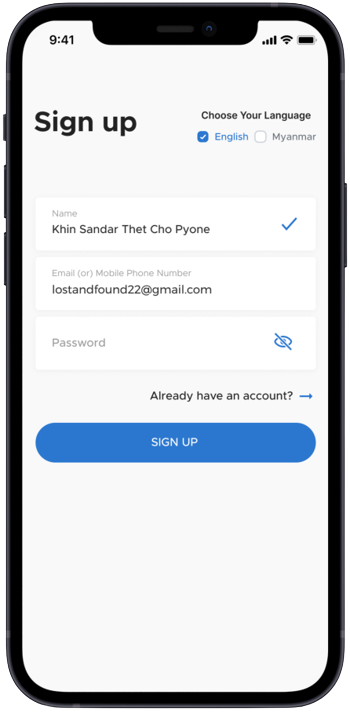 9:41
Sign up
Choose Your Language
English Myanmar
Name
Khin Sandar Thet Cho Pyone
Email (or) Mobile Phone Number
lostandfound22@gmail.com
Password
Already have an account?
SIGN UP